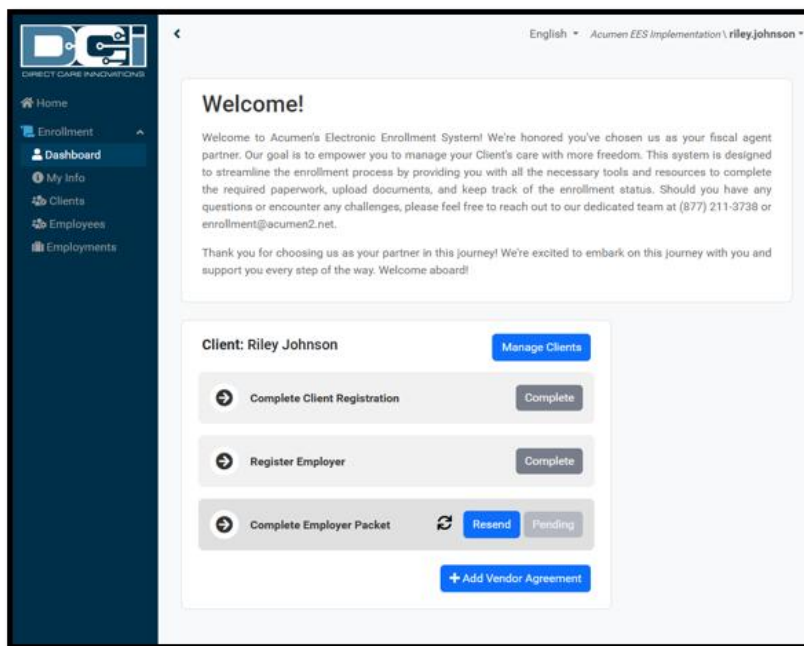 DCi
DIRECT CARE INNOVATIONS
English Acumen EES Implementation \ riley.johnson
Home
Enrollment
Dashboard
My Info
Clients
Employees
Employments
Welcome!
Welcome to Acumen's Electronic Enrollment System! We're honored you've chosen us as your fiscal agent
partner. Our goal is to empower you to manage your Client's care with more freedom. This system is designed
to streamline the enrollment process by providing you with all the necessary tools and resources to complete
the required paperwork, upload documents, and keep track of the enrollment status. Should you have any
questions or encounter any challenges, please feel free to reach out to our dedicated team at (877) 211-3738 or
enrollment@acumen2.net.
Thank you for choosing us as your partner in this journey! We're excited to embark on this journey with you and
support you every step of the way. Welcome aboard!
Client: Riley Johnson Manage Clients
Complete Client Registration Complete
Register Employer Complete
Complete Employer Packet Resend Pending
+ Add Vendor Agreement